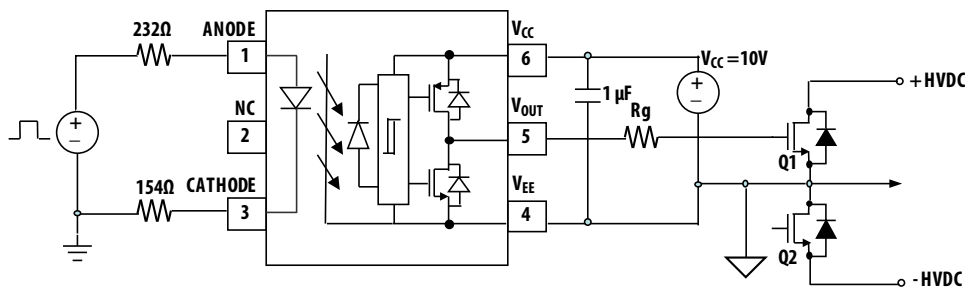 232Ω
ANODE
1
NC
2
154Ω
CATHODE
3
+
−
VCC
6
VOUT
5
VEE
4
1 µF
Rg
VCC=10V
+
−
+HVDC
Q1
Q2
-HVDC